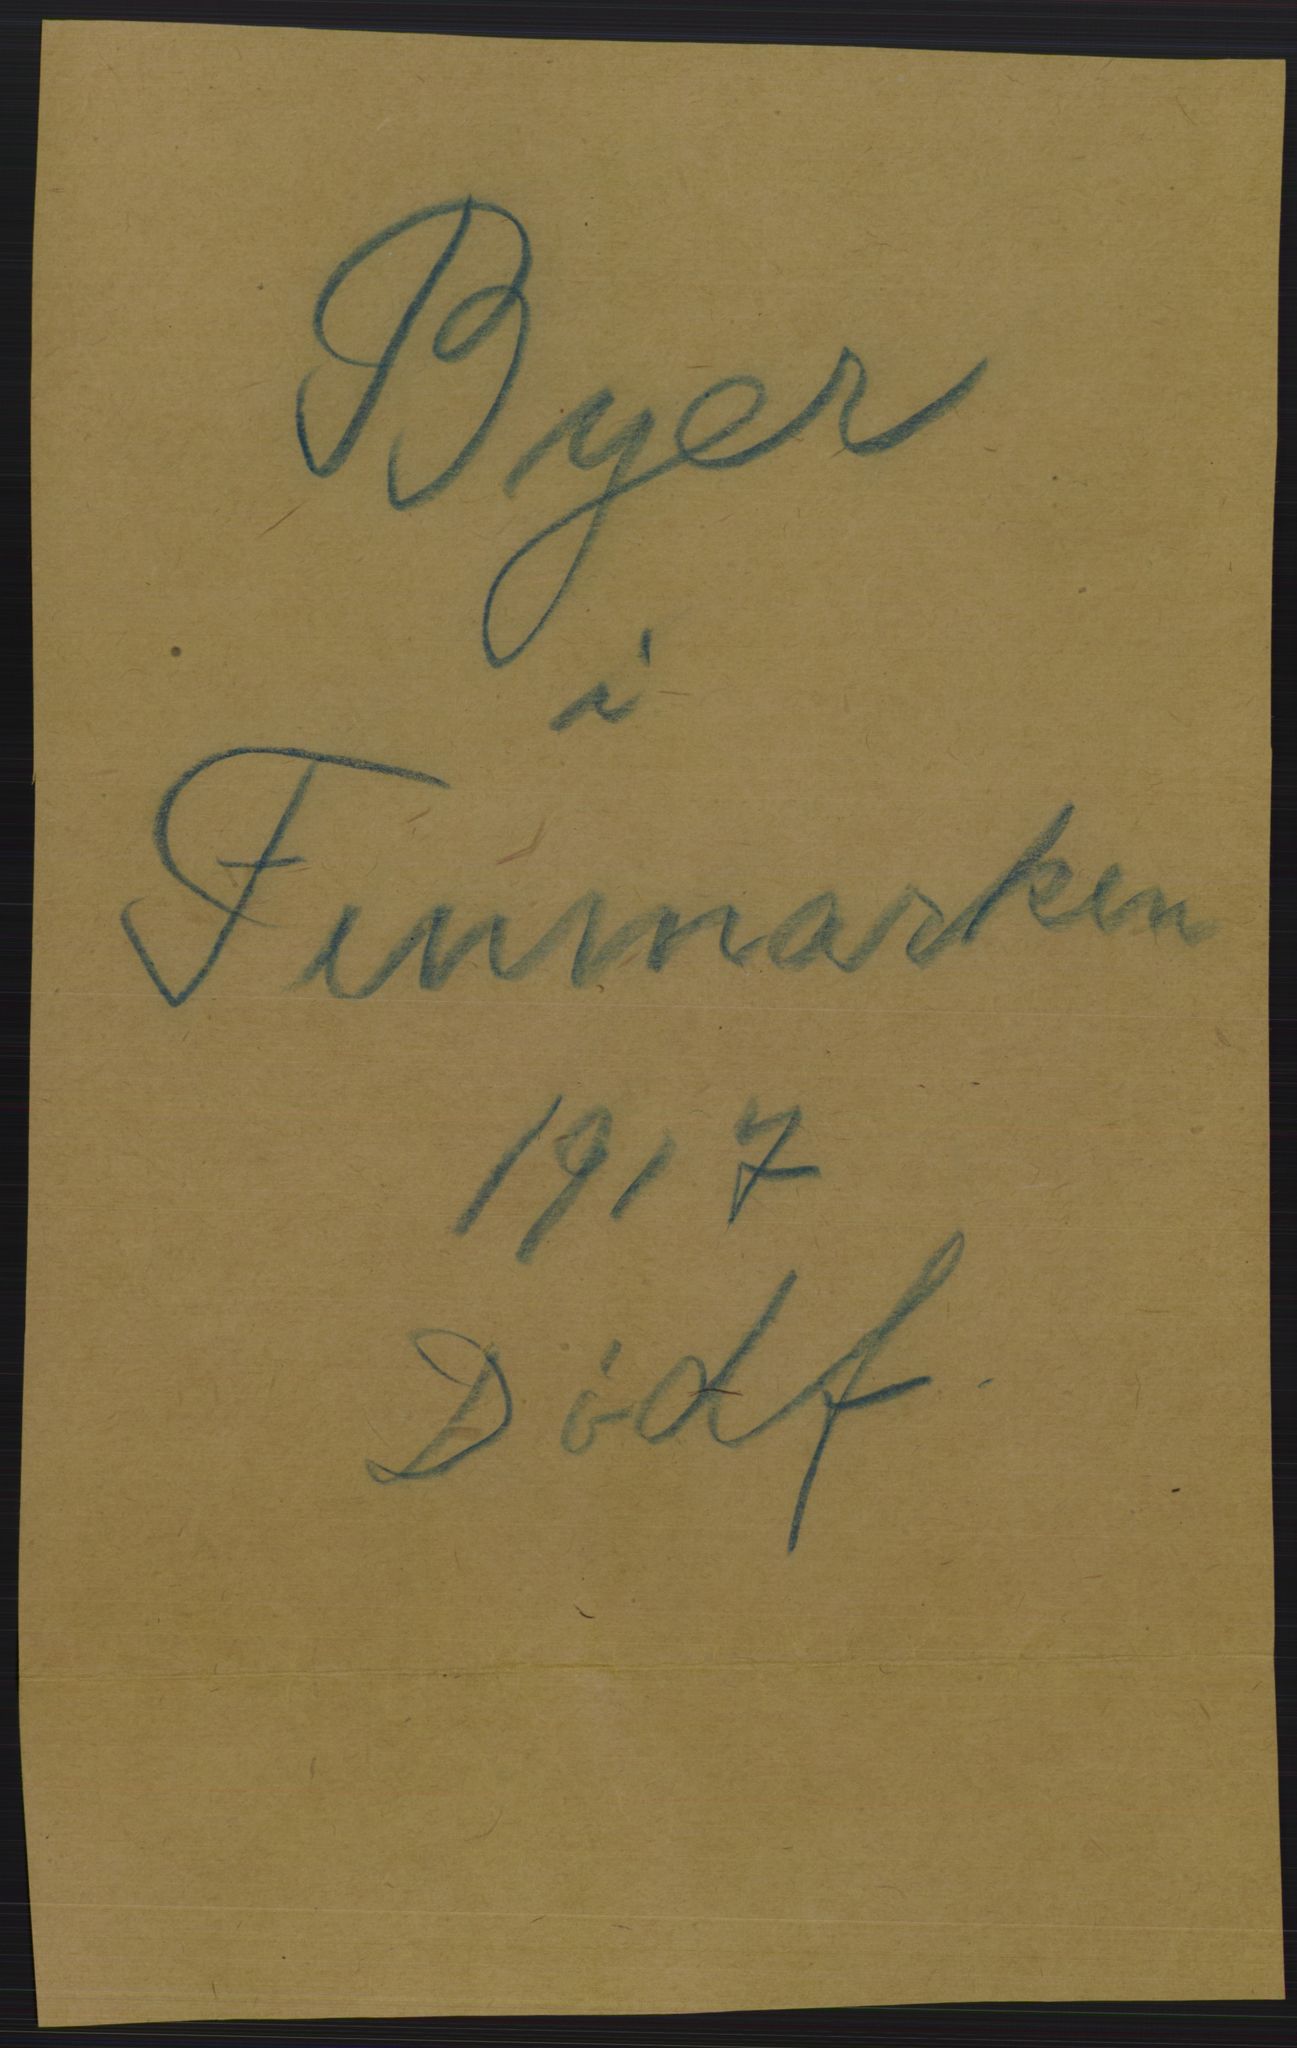 Byer
i
Finmarken
1917
Dødf.